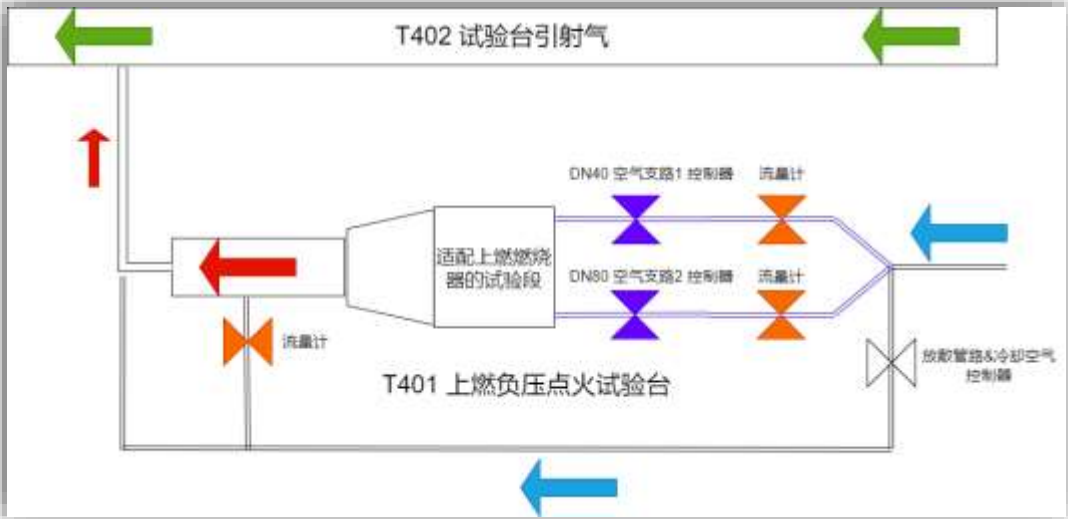 T402 试验台引射气
DN40 空气支路1 控制器
流量计
适配上燃燃烧
器的试验段
DN80 空气支路2 控制器
流量计
流量计
放散管路&冷却空气
控制器
T401 上燃负压点火试验台